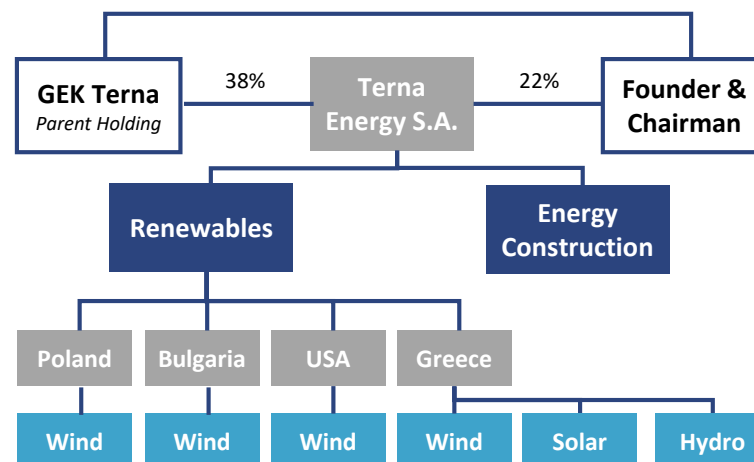 GEK Terna
Parent Holding
38%
Terna
Energy S.A.
22%
Founder &
Chairman
Renewables
Energy
Construction
Poland
Bulgaria
USA
Greece
Wind
Wind
Wind
Wind
Solar
Hydro